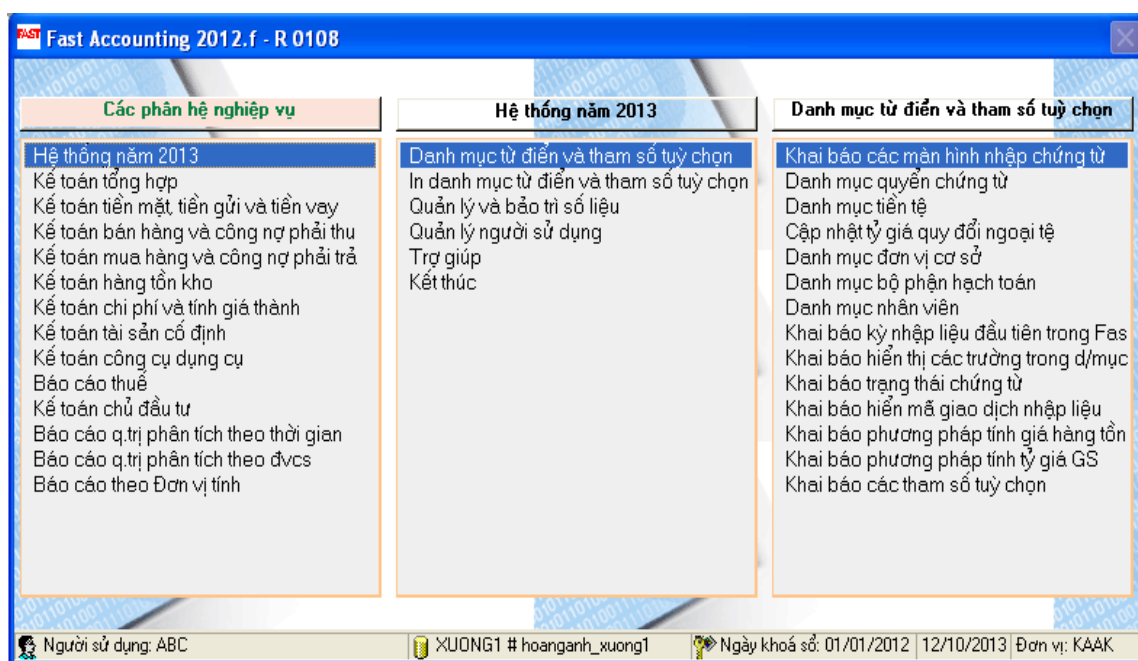 FAST Fast Accounting 2012.f - R 0108
Các phân hệ nghiệp vụ
Hệ thống năm 2013
Kế toán tổng hợp
Kế toán tiền mặt, tiền gửi và tiền vay
Kế toán bán hàng và công nợ phải thu
Kế toán mua hàng và công nợ phải trả
Kế toán hàng tồn kho
Kế toán chi phí và tính giá thành
Kế toán tài sản cố định
Kế toán công cụ dụng cụ
Báo cáo thuế
Kế toán chủ đầu tư
Báo cáo q.trị phân tích theo thời gian
Báo cáo q.trị phân tích theo đvcs
Báo cáo theo Đơn vị tính
Hệ thống năm 2013
Danh mục từ điển và tham số tuỳ chọn
In danh mục từ điển và tham số tuỳ chọn
Quản lý và bảo trì số liệu
Quản lý người sử dụng
Trợ giúp
Kết thúc
Danh mục từ điển và tham số tuỳ chọn
Khai báo các màn hình nhập chứng từ
Danh mục quyển chứng từ
Danh mục tiền tệ
Cập nhật tỷ giá quy đổi ngoại tệ
Danh mục đơn vị cơ sở
Danh mục bộ phận hạch toán
Danh mục nhân viên
Khai báo kỳ nhập liệu đầu tiên trong Fas
Khai báo hiển thị các trường trong d/mục
Khai báo trạng thái chứng từ
Khai báo hiển mã giao dịch nhập liệu
Khai báo phương pháp tính giá hàng tồn
Khai báo phương pháp tính tỷ giá GS
Khai báo các tham số tuỳ chọn
Người sử dụng: ABC XUONG1 # hoanganh_xuong1 Ngày khoá sổ: 01/01/2012 12/10/2013 Đơn vị: KAAK